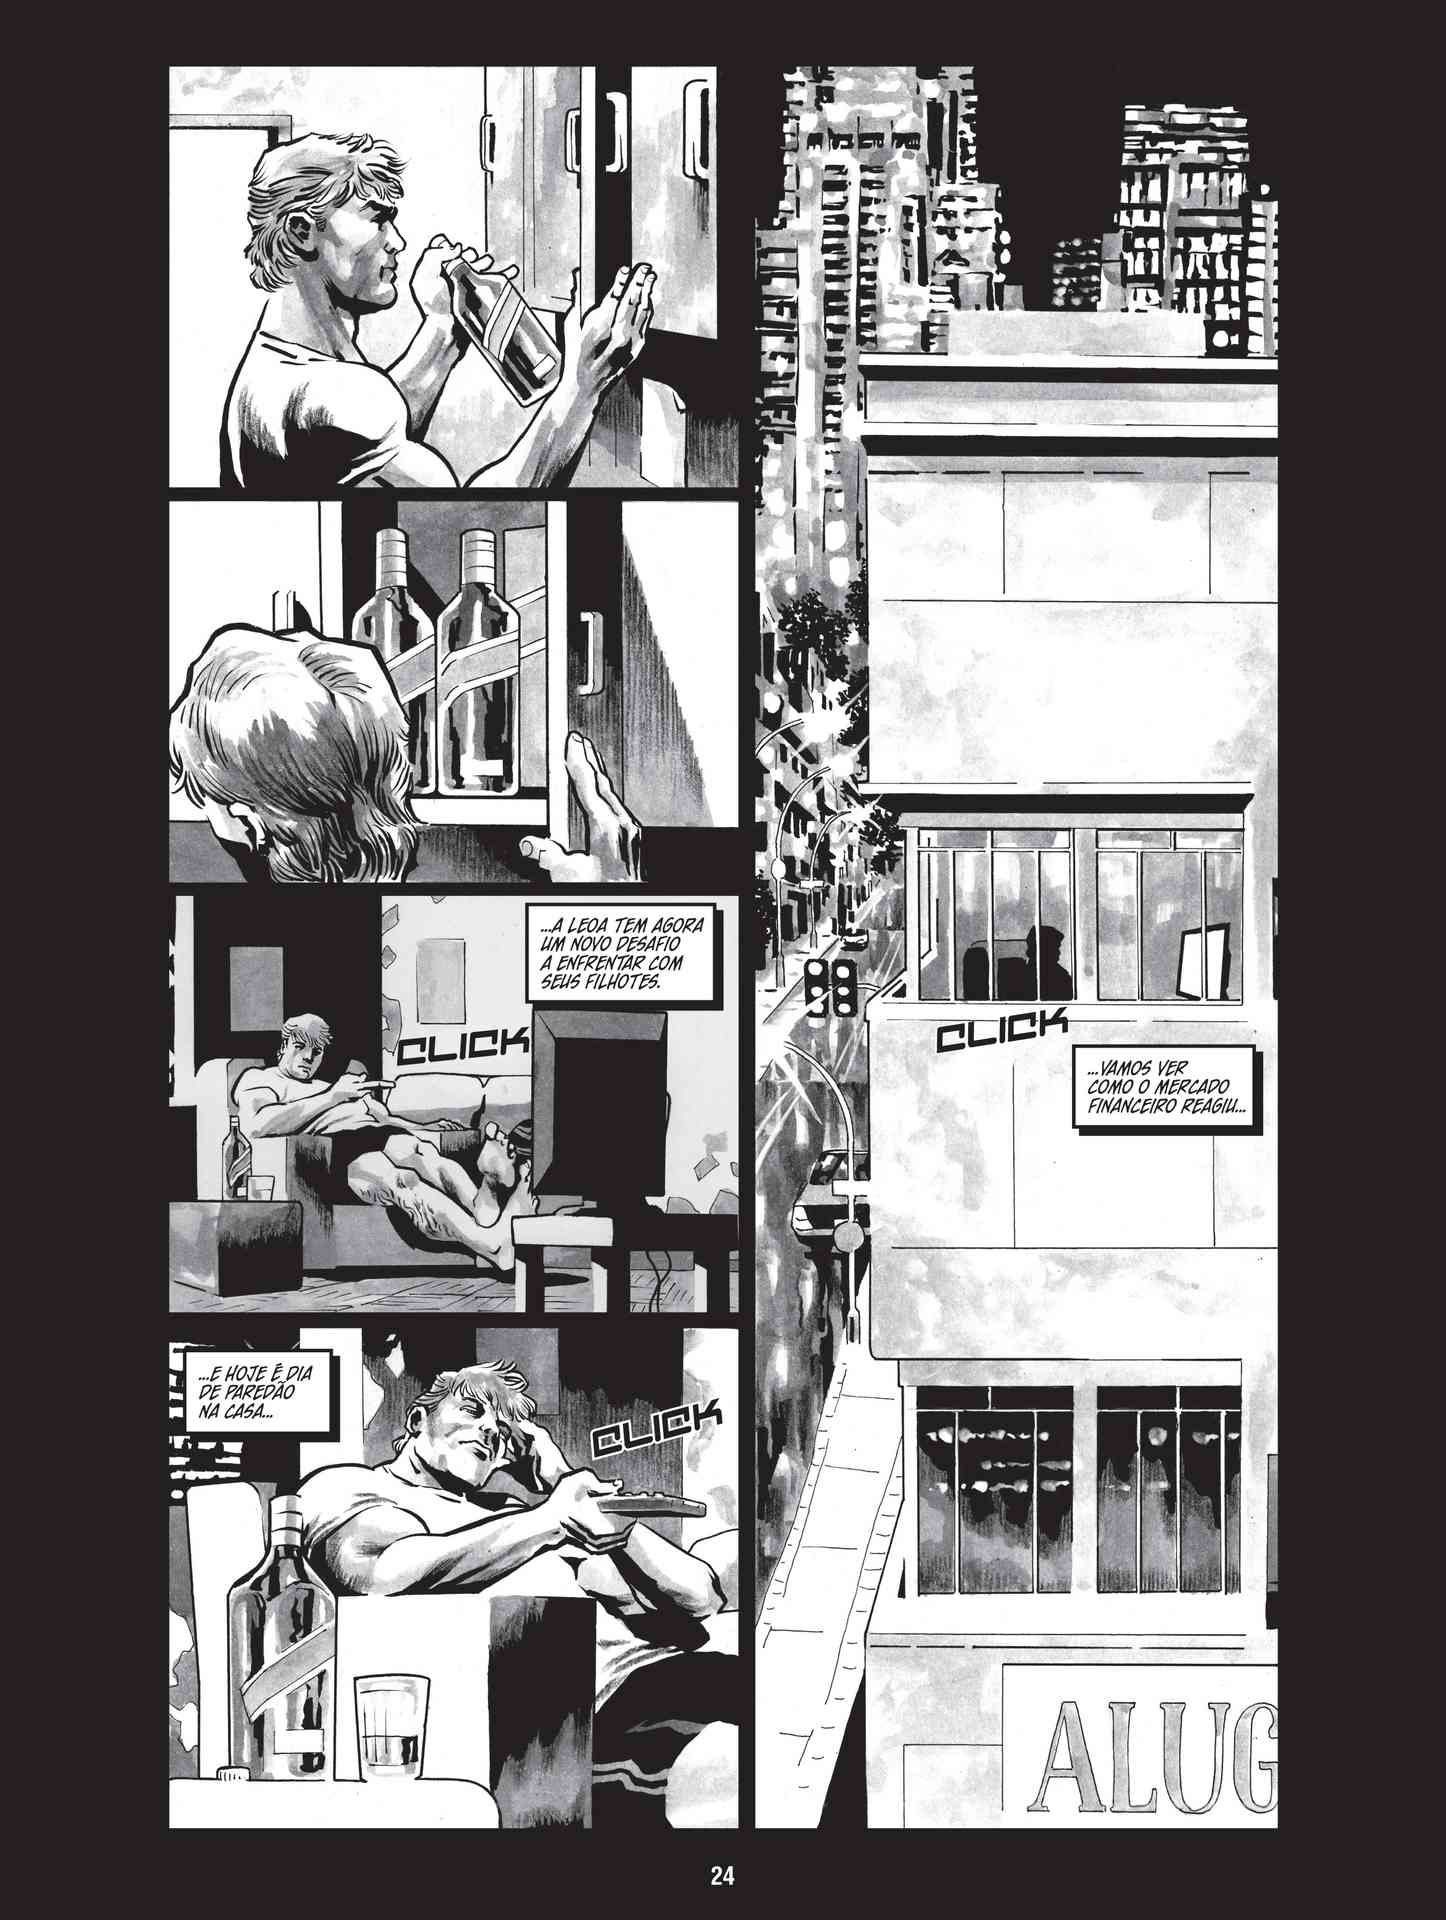 ...A LEOA TEM AGORA
UM NOVO DESAFIO
A ENFRENTAR COM
SEUS FILHOTES.
CLICK
...E HOJE É DIA
DE PAREDÃO
NA CASA...
CLICK
CLICK
...VAMOS VER
COMO O MERCADO
FINANCEIRO REAGIU...
ALUG
24